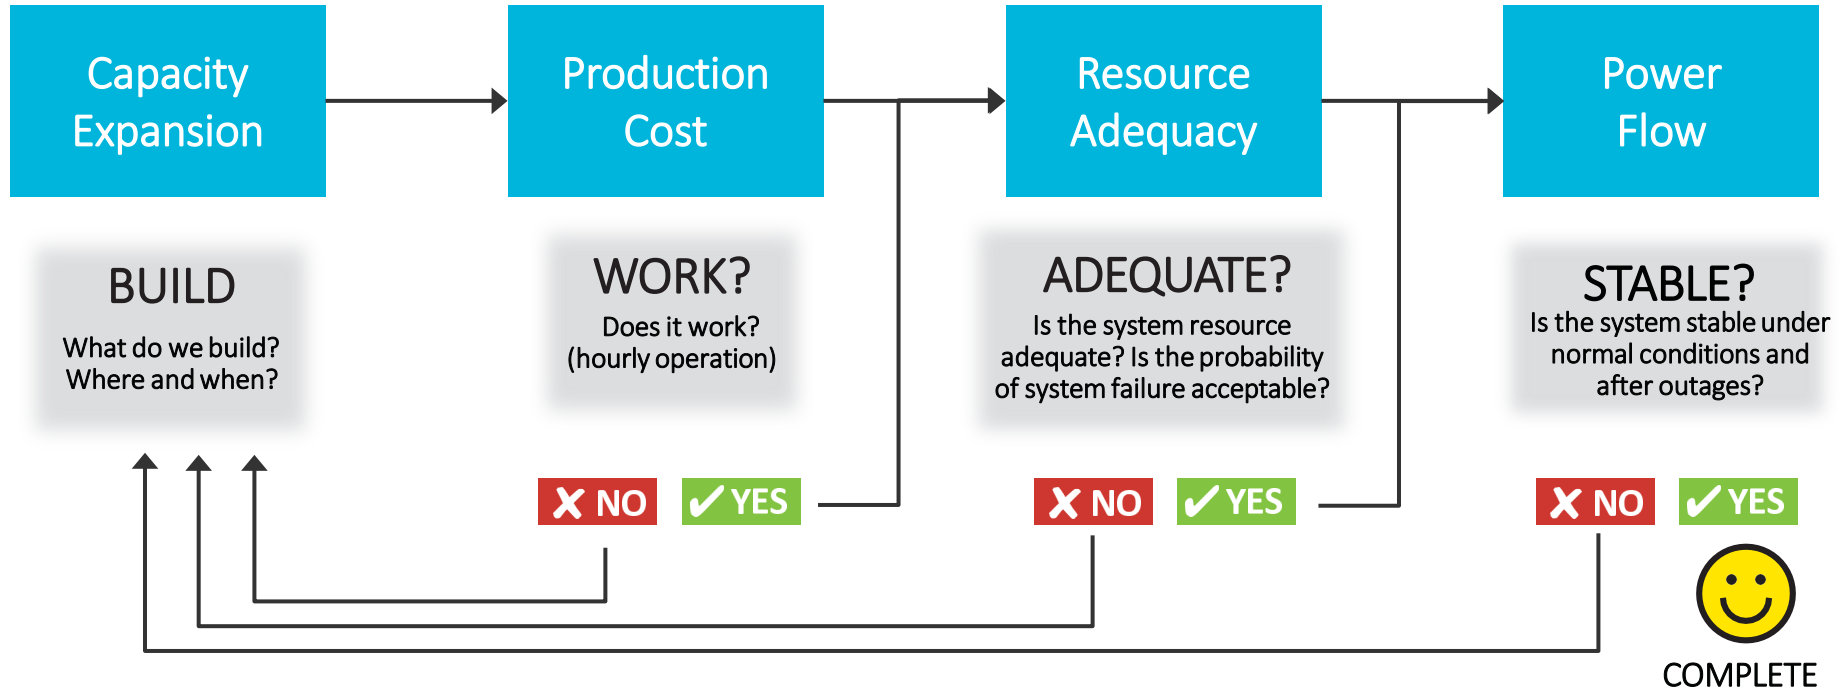 Capacity
Expansion
Production
Cost
Resource
Adequacy
Power
Flow
BUILD
What do we build?
Where and when?
WORK?
Does it work?
(hourly operation)
ADEQUATE?
Is the system resource
adequate? Is the probability
of system failure acceptable?
STABLE?
Is the system stable under
normal conditions and
after outages?
✘ NO
✔ YES
✘ NO
✔ YES
✘ NO
✔ YES
COMPLETE